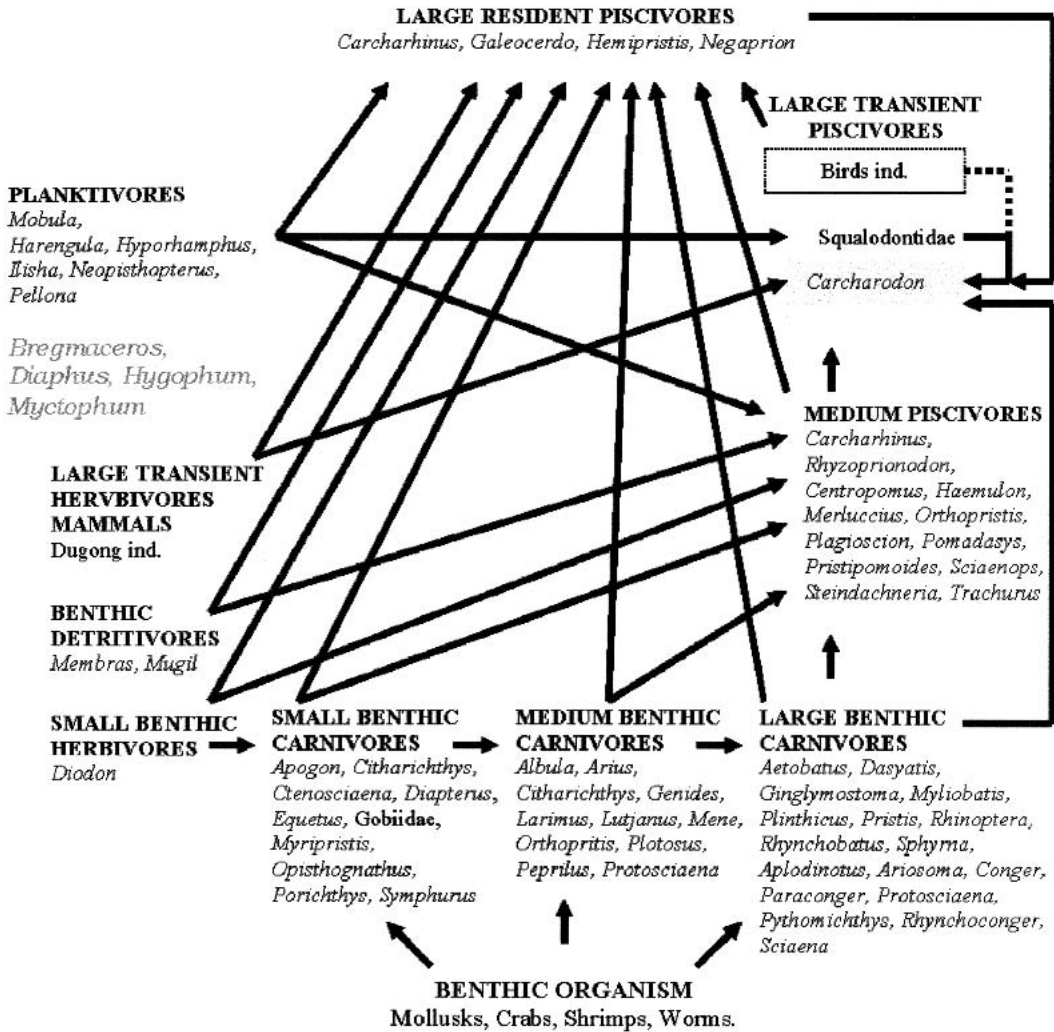 LARGE RESIDENT PISCIVORES
Carcharhinus, Galeocerdo, Hemipristis, Negaprion
LARGE TRANSIENT
PISCIVORES
Birds ind.
Squalodontidae
Carcharodon
PLANKTIVORES
Mobula,
Harengula, Hyporhamphus,
Ilisha, Neopisthopterus,
Pellona
Bregmaceros,
Diaphus, Hygophum,
Myctophum
MEDIUM PISCIVORES
Carcharhinus,
Rhyzoprionodon,
Centropomus, Haemulon,
Merluccius, Orthopristis,
Plagioscion, Pomadasys,
Pristipomoides, Sciaenops,
Steindachneria, Trachurus
LARGE TRANSIENT
HERVBIVORES
MAMMALS
Dugong ind.
BENTHIC
DETRITIVORES
Membras, Mugil
SMALL BENTHIC
HERBIVORES
Diodon
SMALL BENTHIC
CARNIVORES
Apogon, Citharichthys,
Ctenosciaena, Diapterus,
Equetus, Gobiidae,
Myripristis,
Opisthognathus,
Porichthys, Symphurus
MEDIUM BENTHIC
CARNIVORES
Albula, Arius,
Citharichthys, Genides,
Larimus, Lutjanus, Mene,
Orthopritis, Plotosus,
Peprilus, Protosciaena
LARGE BENTHIC
CARNIVORES
Aetobatus, Dasyatis,
Ginglymostoma, Myliobatis,
Plinthicus, Pristis, Rhinoptera,
Rhynchobatus, Sphyrna,
Aplodinotus, Ariosoma, Conger,
Paraconger, Protosciaena,
Pythomichthys, Rhynchoconger,
Sciaena
BENTHIC ORGANISM
Mollusks, Crabs, Shrimps, Worms.